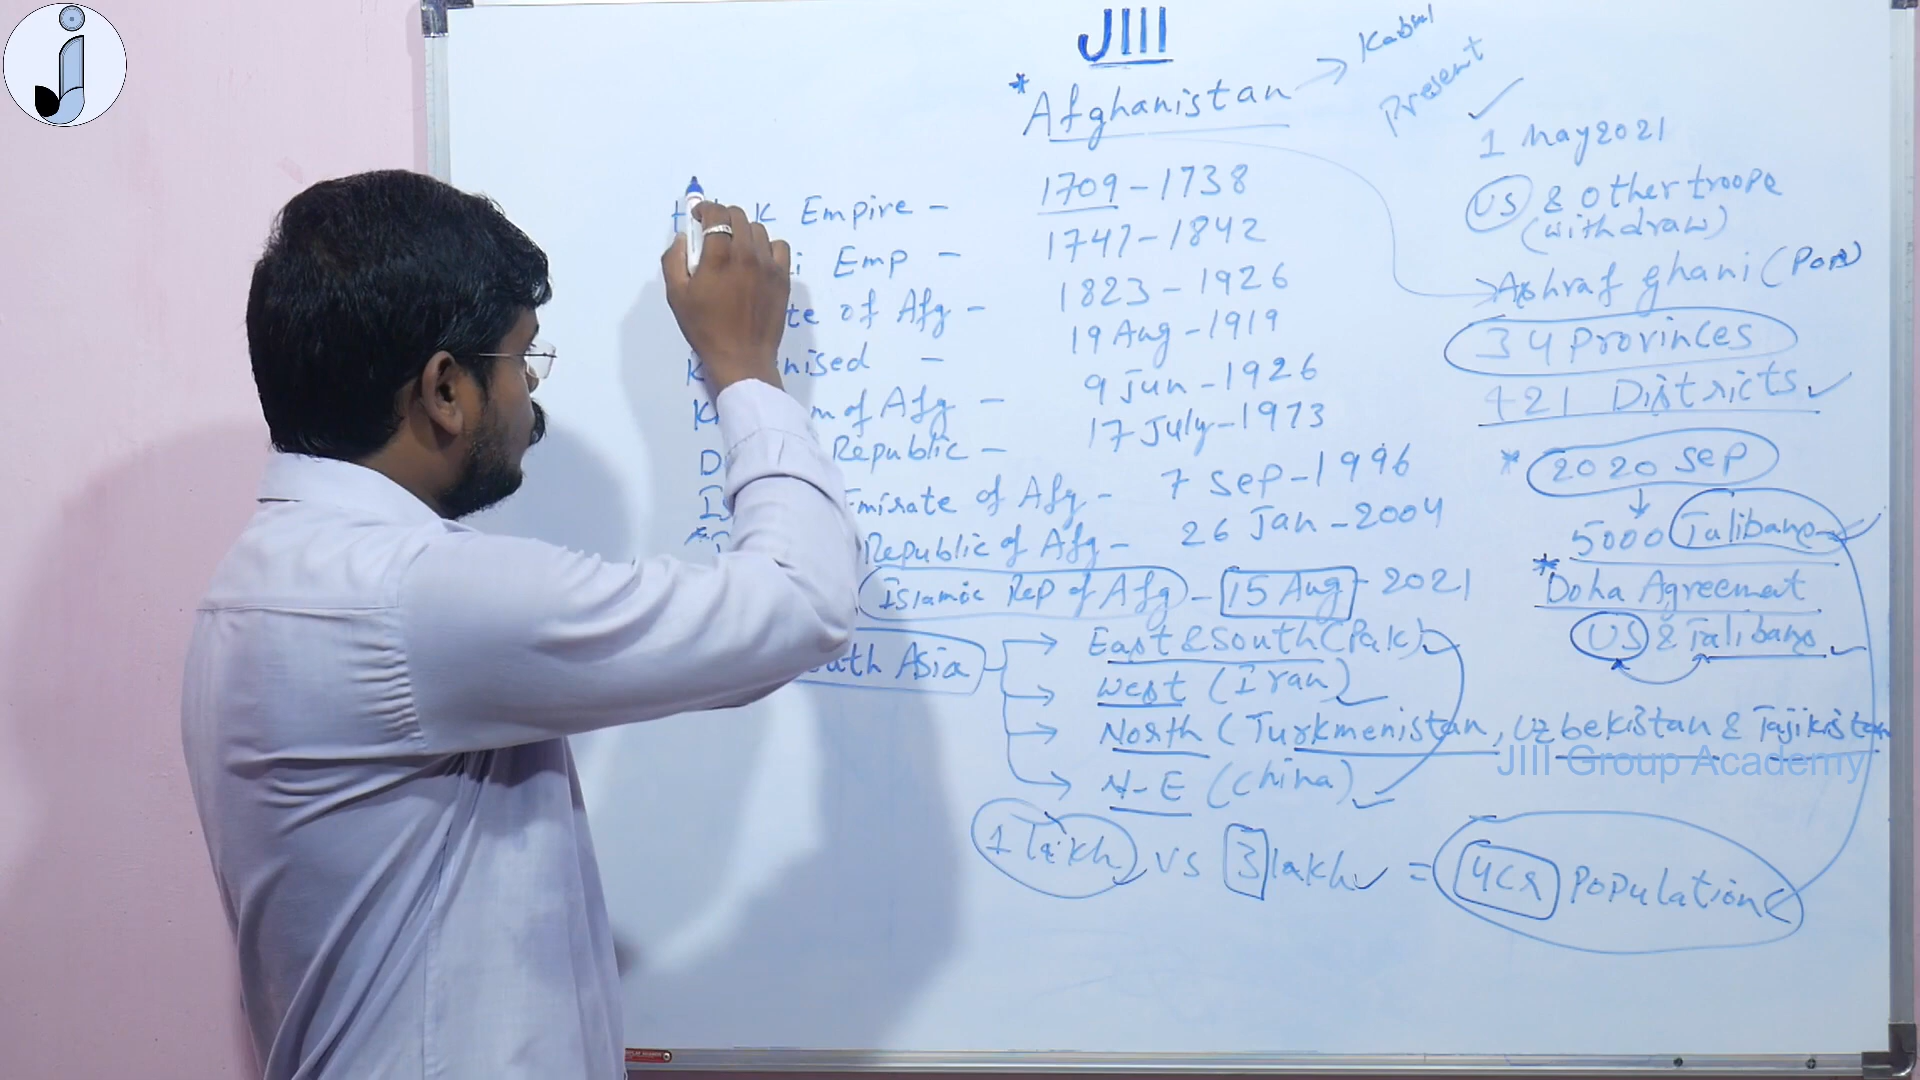 JIII
*Afghanistan → Kabul
Present
Empire - 1709-1738
Emp - 1747-1842
of Afg - 1823-1926
- 19 Aug-1919
of Afg - 9 Jun-1926
Republic - 17 July-1973
Emirate of Afg - 7 Sep-1996
Republic of Afg - 26 Jan-2004
Islamic Rep of Afg - 15 Aug - 2021
Asia
→ East & South (Pak)
→ West (Iran)
→ North (Turkmenistan, Uzbekistan & Tajikistan
→ N-E (China)
1 lakh vs 3 lakh = 4CR Population
1 May 2021
US & other troops
(withdraw)
Ashraf ghani
34 Provinces
421 Districts
* 2020 Sep
5000 Talibans
*Doha Agreement
US & Talibans
JIII Group Academy